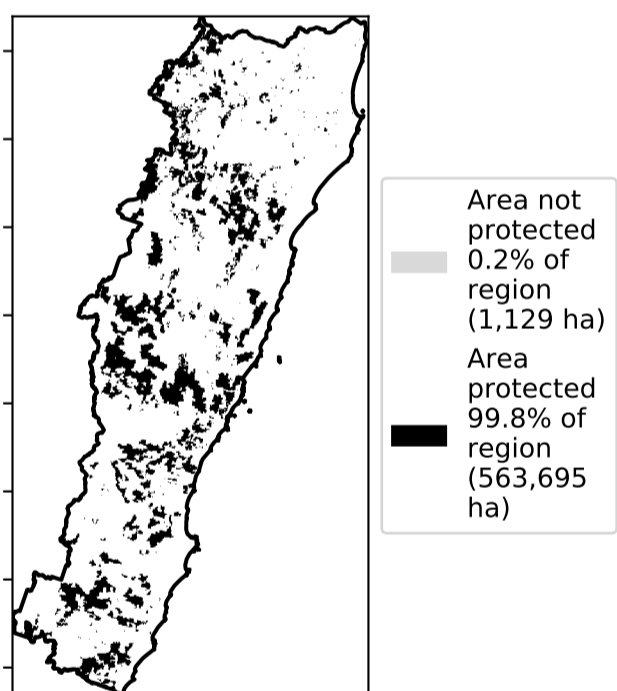 Area not
protected
0.2% of
region
(1,129 ha)
Area
protected
99.8% of
region
(563,695
ha)